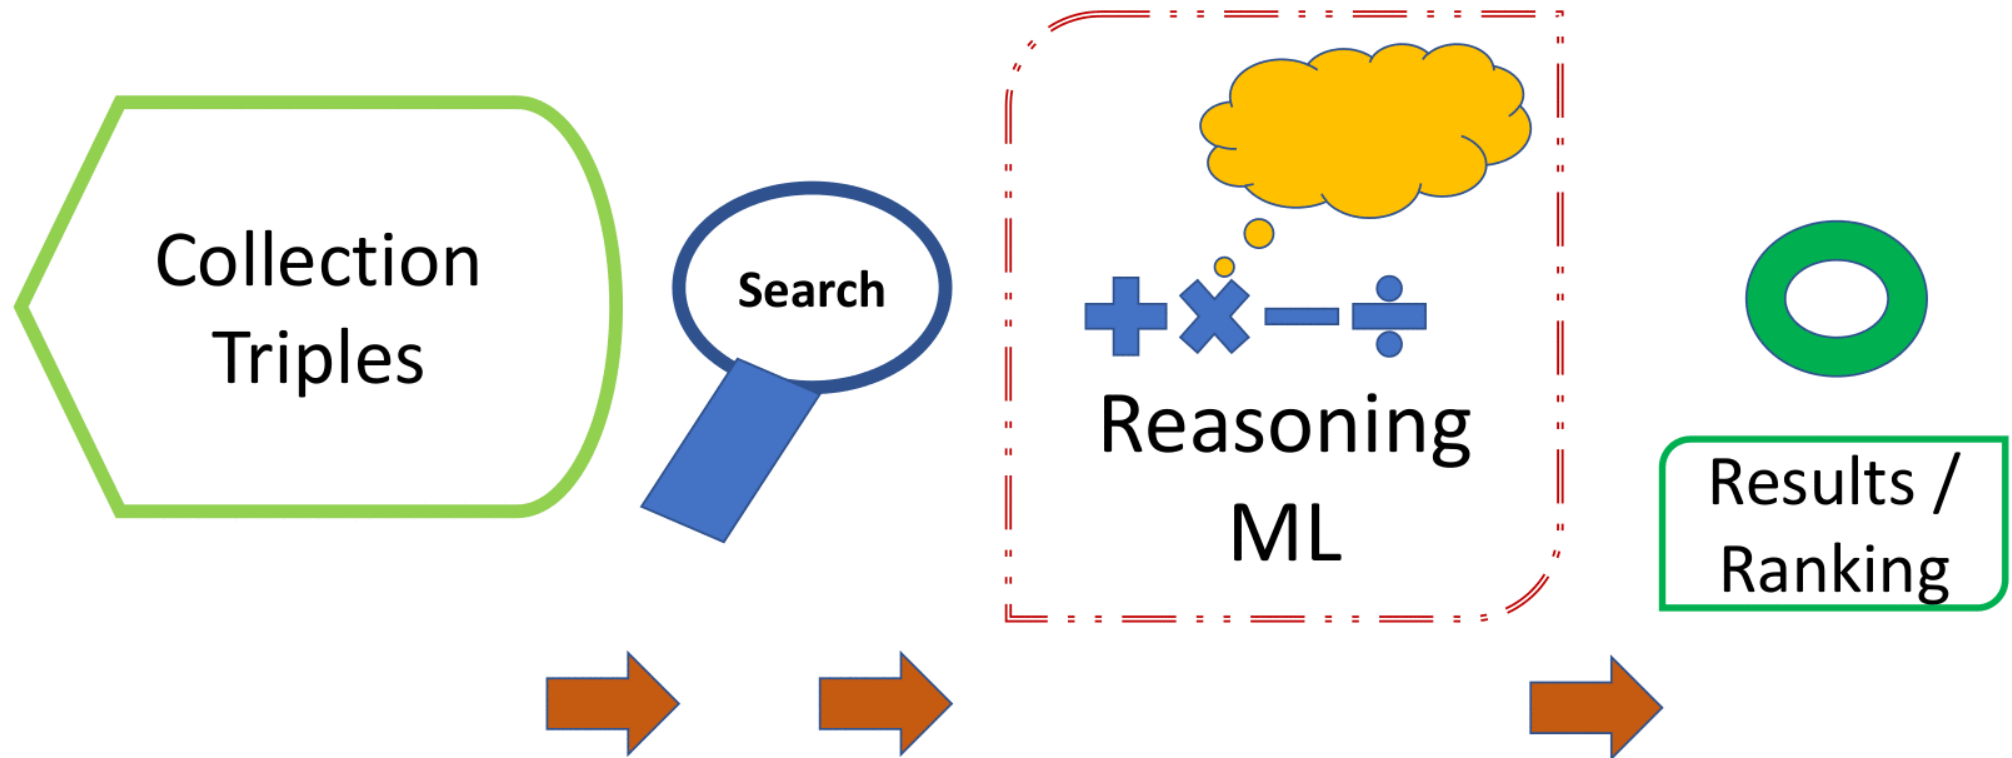 Collection
Triples
Search
Reasoning
ML
Results /
Ranking